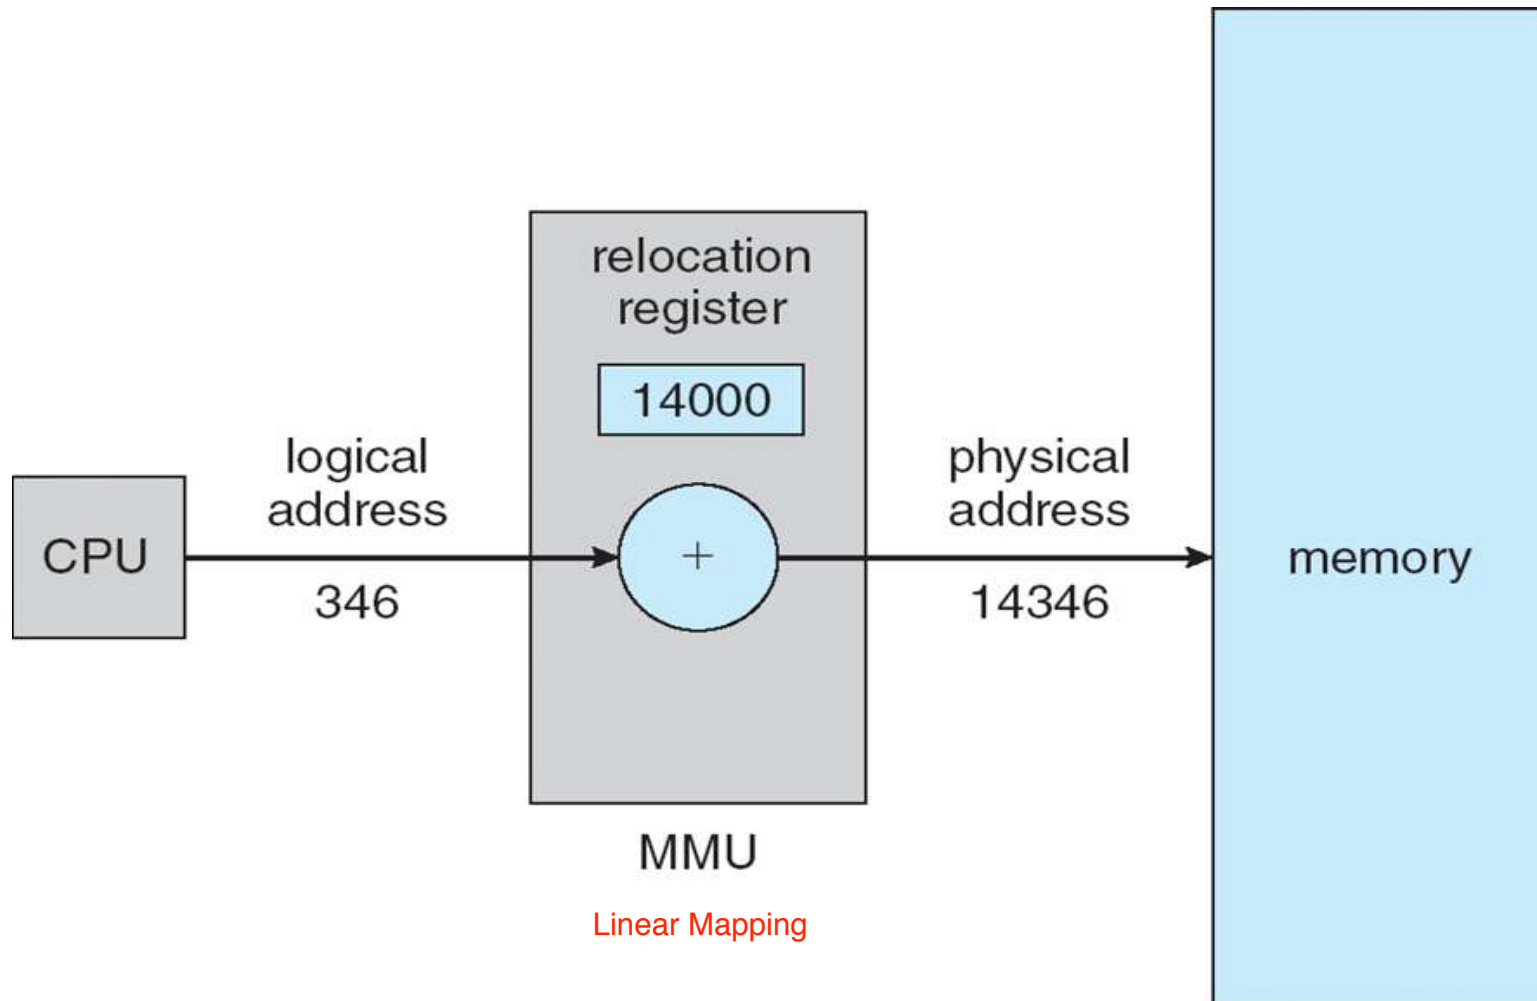 relocation
register
14000
logical
address
physical
address
CPU
+
memory
346
14346
MMU
Linear Mapping